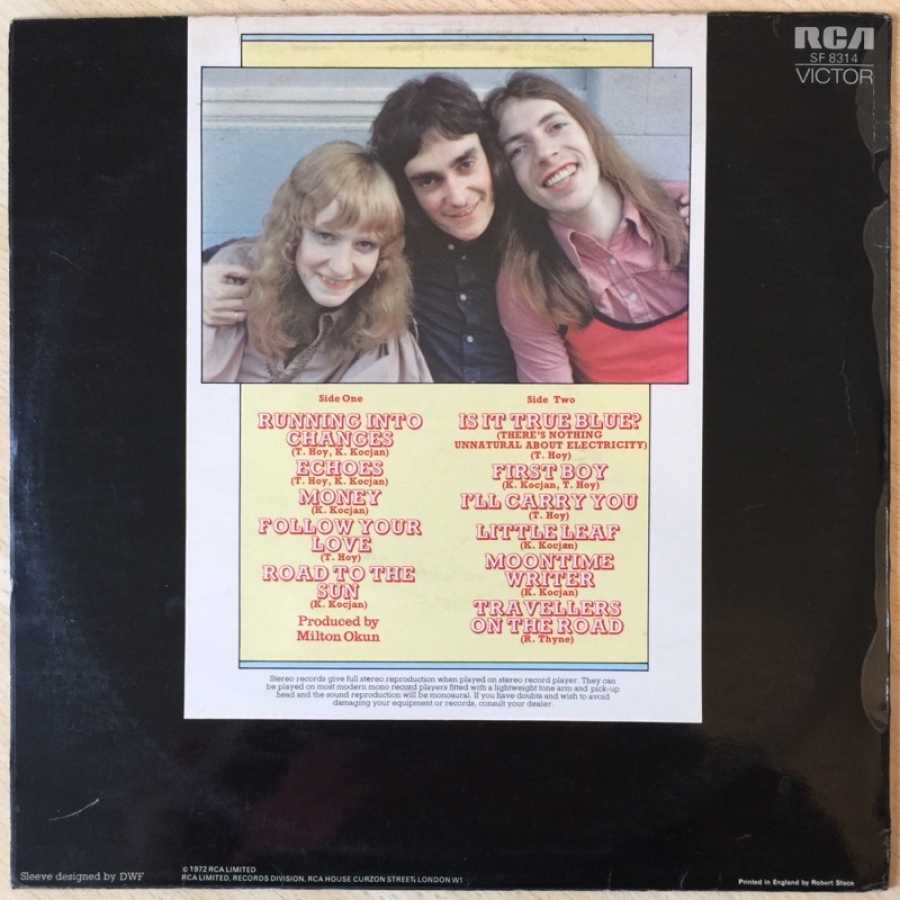 RCA
SF 8314
VICTOR
Side One
RUNNING INTO
CHANGES
(T. Hoy, K. Kocjan)
ECHOES
(T. Hoy, K. Kocjan)
MONEY
(K. Kocjan)
FOLLOW YOUR
LOVE
(T. Hoy)
ROAD TO THE
SUN
(K. Kocjan)
Produced by
Milton Okun
Side Two
IS IT TRUE BLUE?
(THERE'S NOTHING
UNNATURAL ABOUT ELECTRICITY)
(T. Hoy)
FIRST BOY
(K. Kocjan, T. Hoy)
I'LL CARRY YOU
(T. Hoy)
LITTLE LEAF
(K. Kocjan)
MOONTIME
WRITER
(K. Kocjan)
TRAVELLERS
ON THE ROAD
(R. Thyne)
Stereo records give full stereo reproduction when played on stereo record player. They can
be played on most modern mono record players fitted with a lightweight tone arm and pick-up
head and the sound reproduction will be monoaural. If you have doubts and wish to avoid
damaging your equipment or records, consult your dealer.
Sleeve designed by DWF
© 1972 RCA LIMITED
RCA LIMITED, RECORDS DIVISION, RCA HOUSE CURZON STREET, LONDON W1
Printed in England by Robert Stace